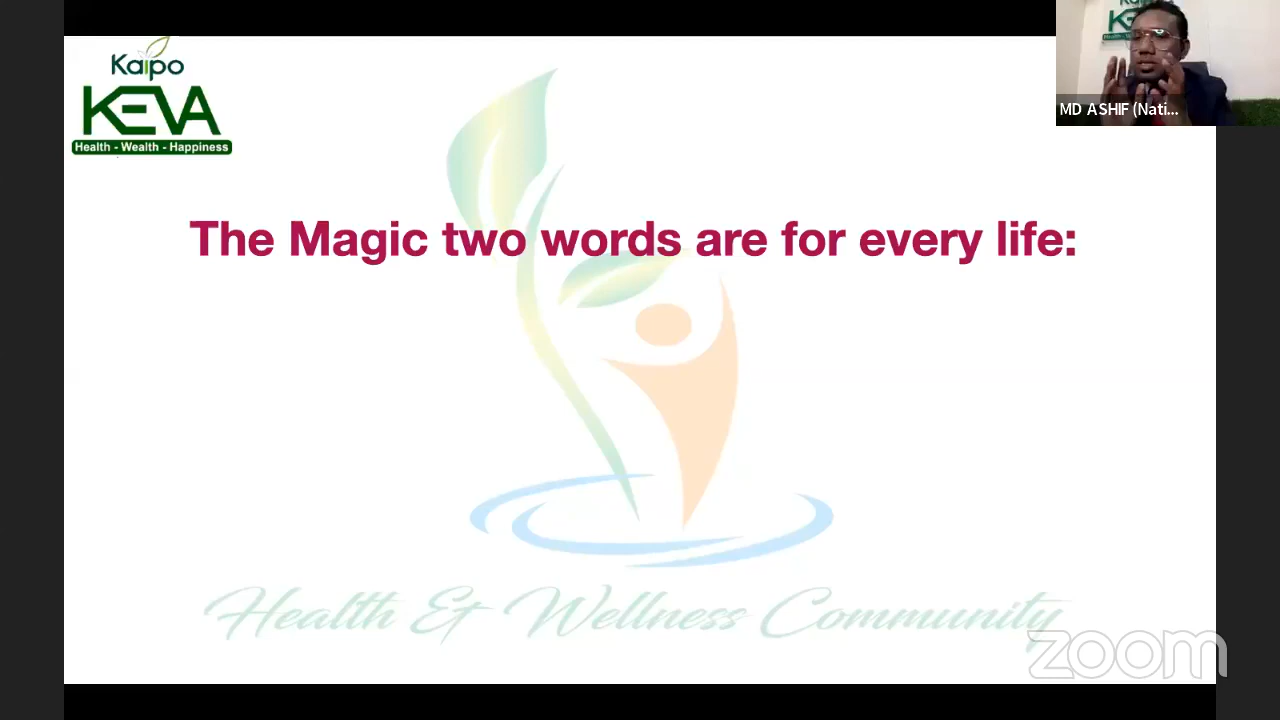 Kaipo
KEVA
Health - Wealth - Happiness
MD ASHIF (Nati...
The Magic two words are for every life:
Health & Wellness Community
zoom